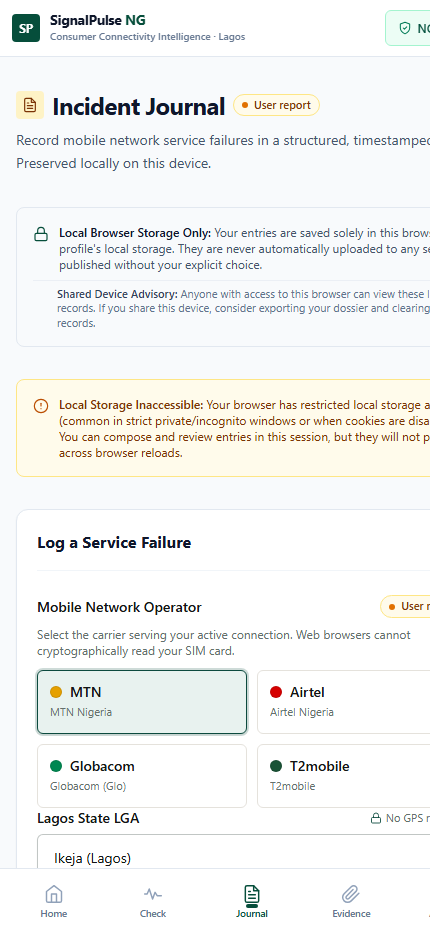 SP
SignalPulse NG
Consumer Connectivity Intelligence · Lagos
Incident Journal
User report
Record mobile network service failures in a structured, timestamped
Preserved locally on this device.
Local Browser Storage Only: Your entries are saved solely in this
profile's local storage. They are never automatically uploaded to any
published without your explicit choice.
Shared Device Advisory: Anyone with access to this browser can view these
records. If you share this device, consider exporting your dossier and clearing
records.
Local Storage Inaccessible: Your browser has restricted local storage
(common in strict private/incognito windows or when cookies are
You can compose and review entries in this session, but they will not
across browser reloads.
Log a Service Failure
Mobile Network Operator
User
Select the carrier serving your active connection. Web browsers cannot
cryptographically read your SIM card.
MTN
MTN Nigeria
Airtel
Airtel Nigeria
Globacom
Globacom (Glo)
T2mobile
T2mobile
Lagos State LGA
No GPS
Ikeja (Lagos)
Home
Check
Journal
Evidence